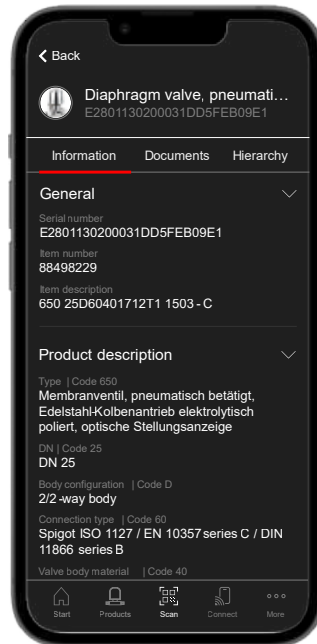 Back
Diaphragm valve, pneumati...
E2801130200031DD5FEB09E1
Information Documents Hierarchy
General
Serial number
E2801130200031DD5FEB09E1
Item number
88498229
Item description
650 25D60401712T1 1503 - C
Product description
Type | Code 650
Membranventil, pneumatisch betätigt,
Edelstahl-Kolbenantrieb elektrolytisch
poliert, optische Stellungsanzeige
DN | Code 25
DN 25
Body configuration | Code D
2/2-way body
Connection type | Code 60
Spigot ISO 1127 / EN 10357 series C / DIN
11866 series B
Valve body material | Code 40
Start Products Scan Connect More